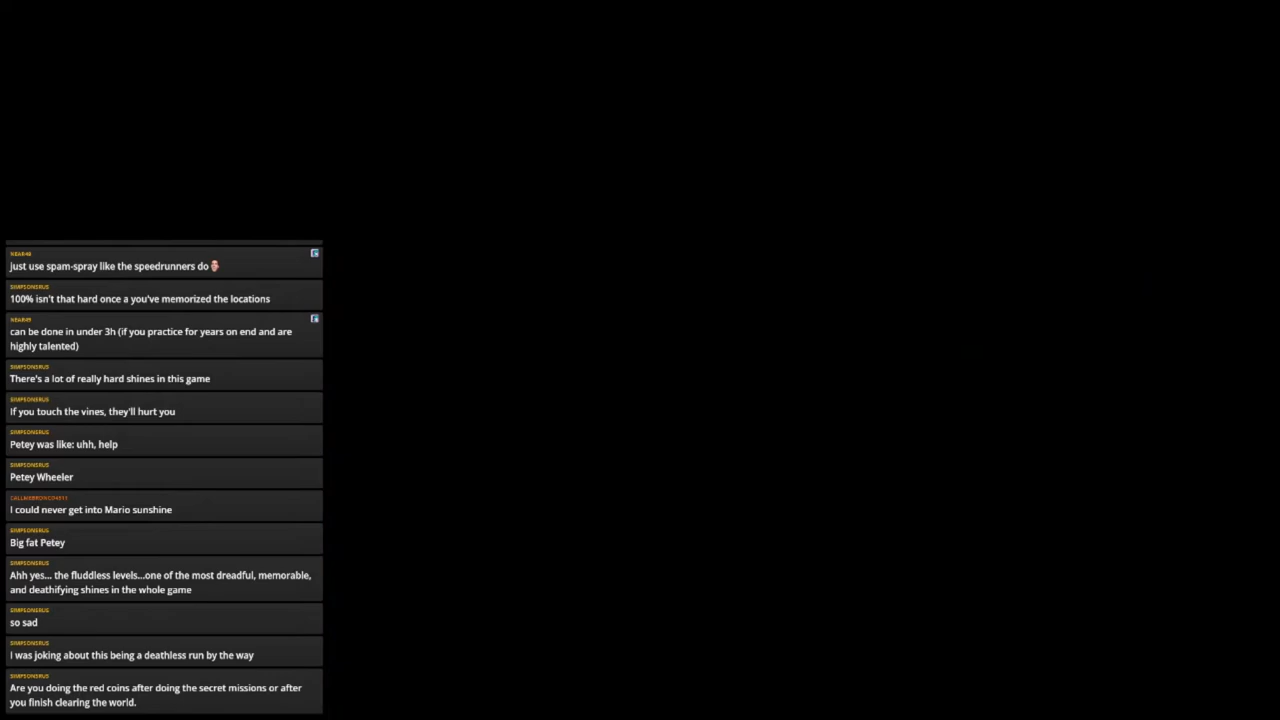 NEAR49
just use spam-spray like the speedrunners do
SIMPSONSRUS
100% isn't that hard once a you've memorized the locations
NEAR49
can be done in under 3h (if you practice for years on end and are
highly talented)
SIMPSONSRUS
There's a lot of really hard shines in this game
SIMPSONSRUS
If you touch the vines, they'll hurt you
SIMPSONSRUS
Petey was like: uhh, help
SIMPSONSRUS
Petey Wheeler
I could never get into Mario sunshine
SIMPSONSRUS
Big fat Petey
SIMPSONSRUS
Ahh yes... the fluddless levels...one of the most dreadful, memorable,
and deathifying shines in the whole game
SIMPSONSRUS
so sad
SIMPSONSRUS
I was joking about this being a deathless run by the way
SIMPSONSRUS
Are you doing the red coins after doing the secret missions or after
you finish clearing the world.